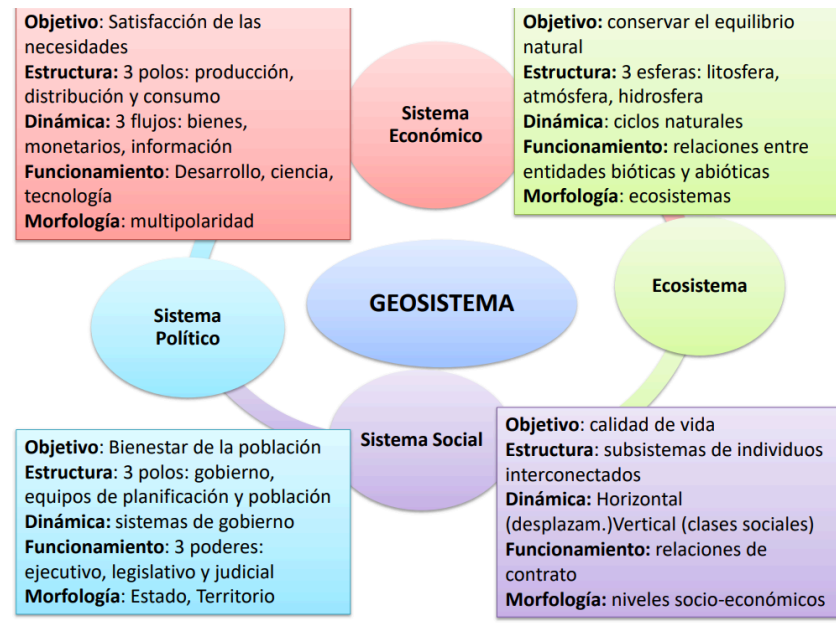 Objetivo: Satisfacción de las
necesidades
Estructura: 3 polos: producción,
distribución y consumo
Dinámica: 3 flujos: bienes,
monetarios, información
Funcionamiento: Desarrollo, ciencia,
tecnología
Morfología: multipolaridad
Sistema
Económico
Objetivo: conservar el equilibrio
natural
Estructura: 3 esferas: litosfera,
atmósfera, hidrosfera
Dinámica: ciclos naturales
Funcionamiento: relaciones entre
entidades bióticas y abióticas
Morfología: ecosistemas
Sistema
Político
GEOSISTEMA
Ecosistema
Objetivo: Bienestar de la población
Estructura: 3 polos: gobierno,
equipos de planificación y población
Dinámica: sistemas de gobierno
Funcionamiento: 3 poderes:
ejecutivo, legislativo y judicial
Morfología: Estado, Territorio
Sistema Social
Objetivo: calidad de vida
Estructura: subsistemas de individuos
interconectados
Dinámica: Horizontal
(desplazam.)Vertical (clases sociales)
Funcionamiento: relaciones de
contrato
Morfología: niveles socio-económicos